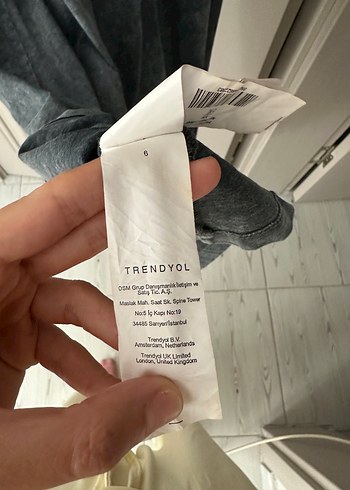 6
TRENDYOL
DSM Grup Danışmanlık İletişim ve
Satış Tic. A.Ş.
Maslak Mah. Saat Sk. Spine Tower
No:5 İç Kapı No:19
34485 Sarıyer/İstanbul
Trendyol B.V.
Amsterdam, Netherlands
Trendyol UK Limited
London, United Kingdom